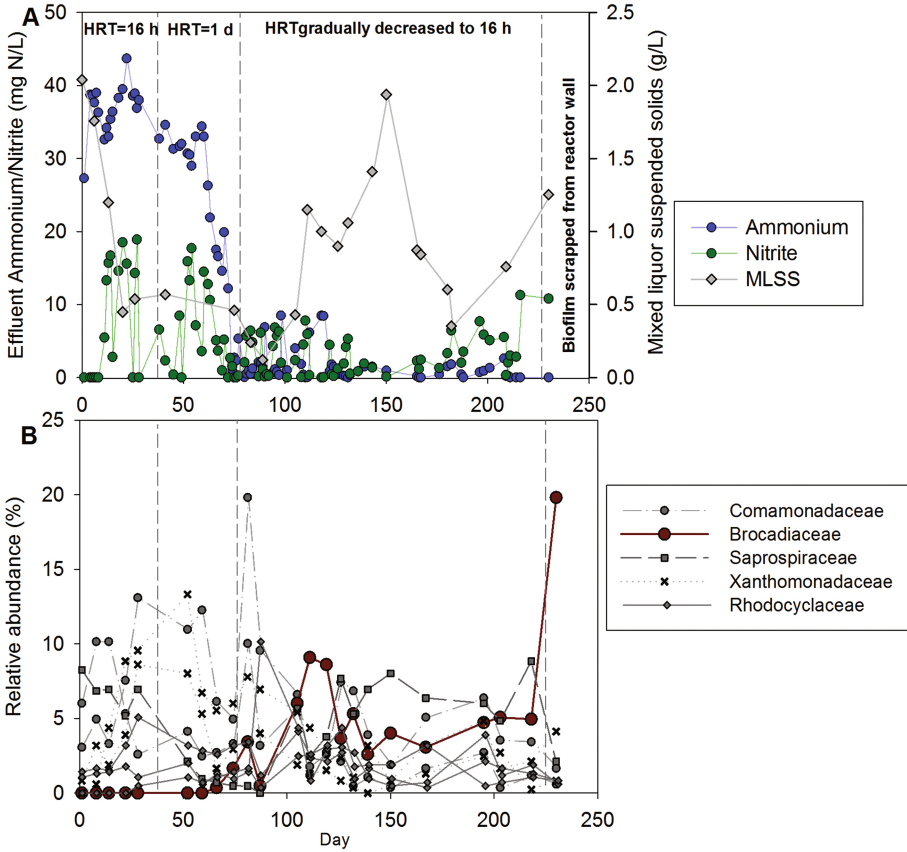 A
HRT=16 h
HRT=1 d
HRTgradually decreased to 16 h
Effluent Ammonium/Nitrite (mg N/L)
50
40
30
20
10
0
0
50
100
150
200
250
Biofilm scrapped from reactor wall
2.5
2.0
1.5
1.0
0.5
0.0
Mixed liquor suspended solids (g/L)
Ammonium
Nitrite
MLSS
B
Relative abundance (%)
25
20
15
10
5
0
0
50
100
150
200
250
Day
Comamonadaceae
Brocadiaceae
Saprospiraceae
Xanthomonadaceae
Rhodocyclaceae